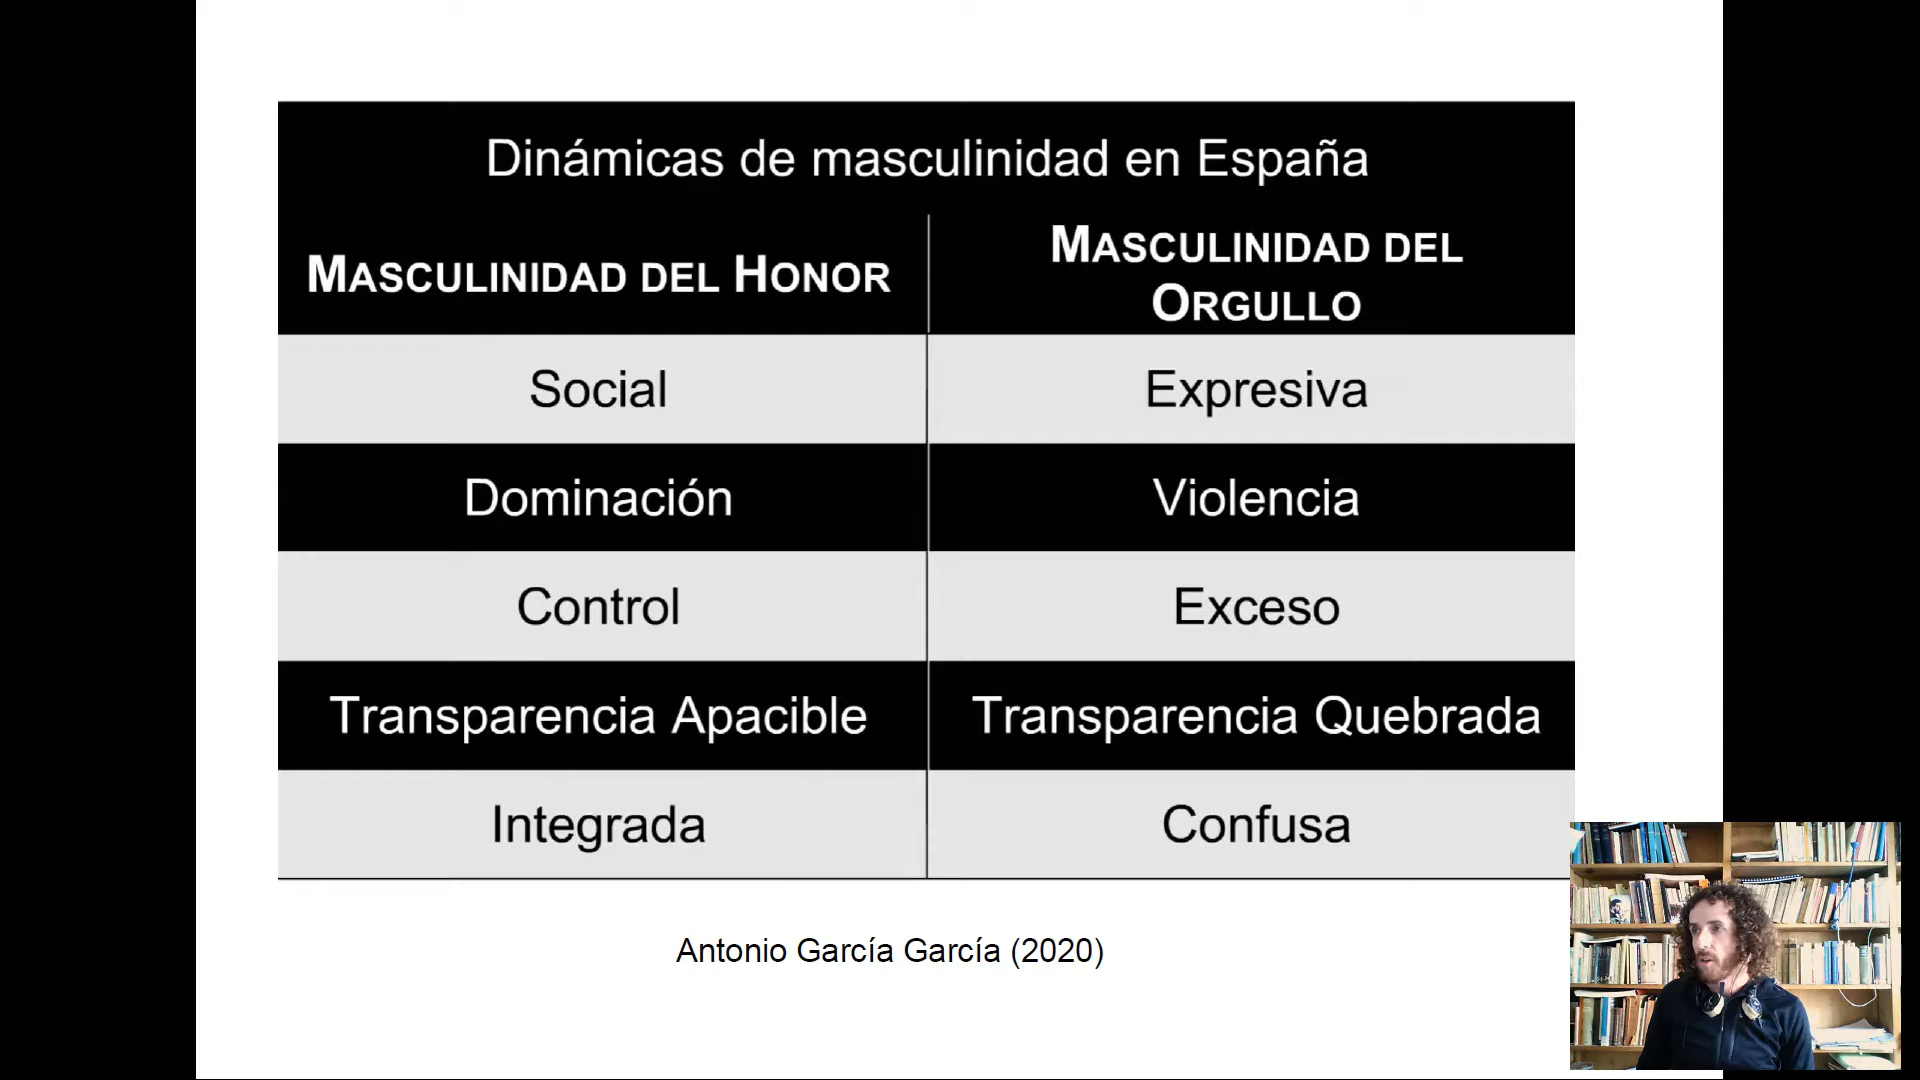 Dinámicas de masculinidad en España
MASCULINIDAD DEL HONOR
MASCULINIDAD DEL
ORGULLO
Social
Expresiva
Dominación
Violencia
Control
Exceso
Transparencia Apacible
Transparencia Quebrada
Integrada
Confusa
Antonio García García (2020)